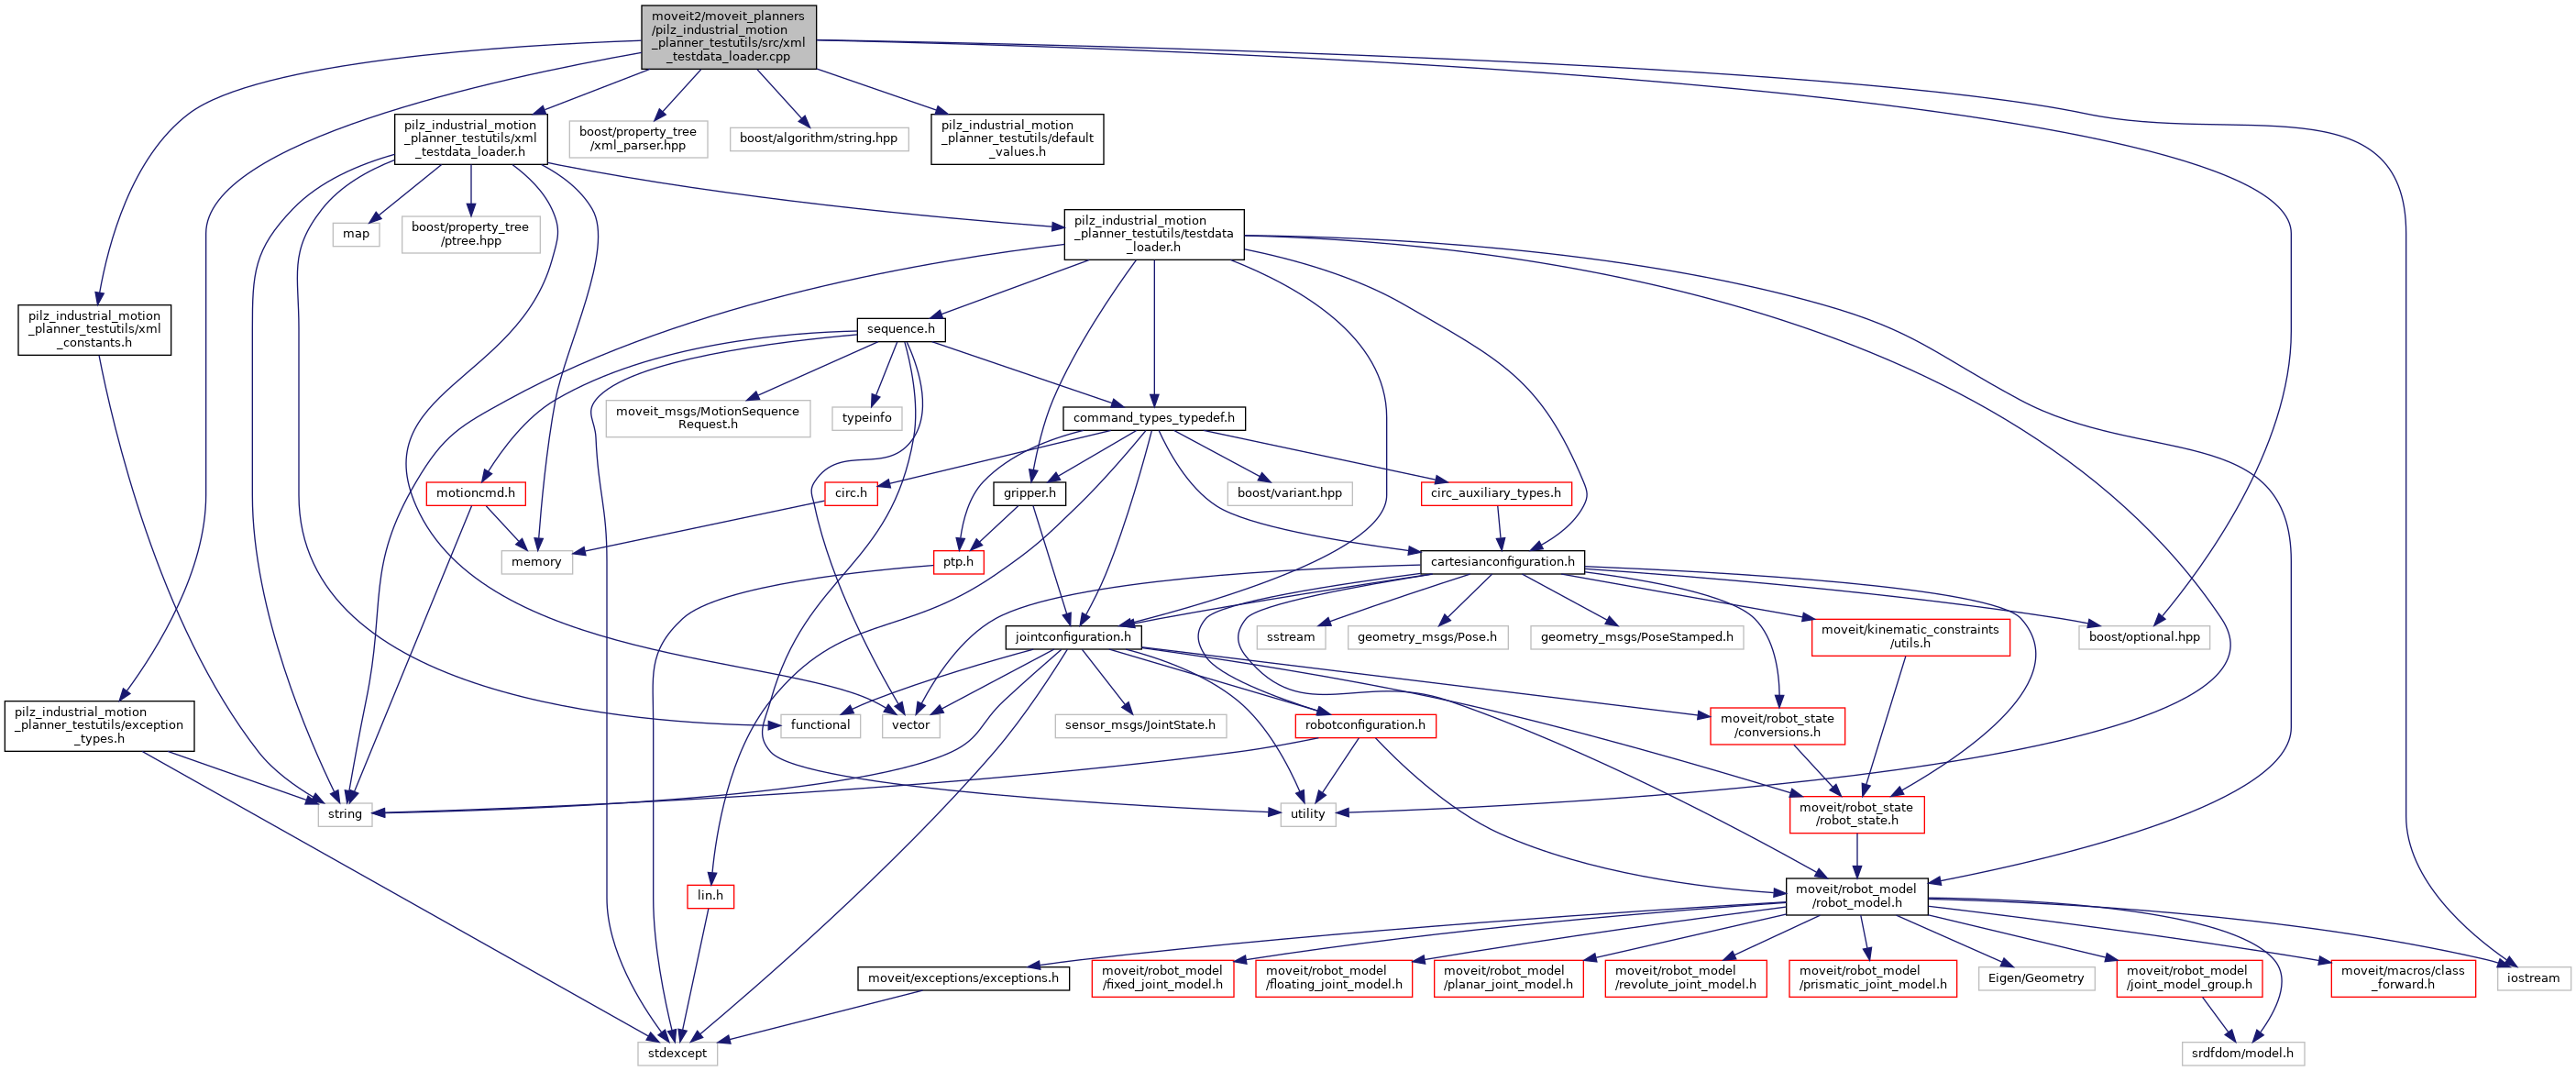 moveit2/moveit_planners
/pilz_industrial_motion
_planner_testutils/src/xml
_testdata_loader.cpp
pilz_industrial_motion
_planner_testutils/xml
_testdata_loader.h
boost/property_tree
/xml_parser.hpp
boost/algorithm/string.hpp
pilz_industrial_motion
_planner_testutils/default
_values.h
map
boost/property_tree
/ptree.hpp
pilz_industrial_motion
_planner_testutils/testdata
_loader.h
pilz_industrial_motion
_planner_testutils/xml
_constants.h
sequence.h
moveit_msgs/MotionSequence
Request.h
typeinfo
command_types_typedef.h
motioncmd.h
circ.h
gripper.h
boost/variant.hpp
circ_auxiliary_types.h
memory
ptp.h
cartesianconfiguration.h
jointconfiguration.h
sstream
geometry_msgs/Pose.h
geometry_msgs/PoseStamped.h
moveit/kinematic_constraints
/utils.h
boost/optional.hpp
pilz_industrial_motion
_planner_testutils/exception
_types.h
functional
vector
sensor_msgs/JointState.h
robotconfiguration.h
moveit/robot_state
/conversions.h
string
utility
moveit/robot_state
/robot_state.h
lin.h
moveit/robot_model
/robot_model.h
moveit/exceptions/exceptions.h
moveit/robot_model
/fixed_joint_model.h
moveit/robot_model
/floating_joint_model.h
moveit/robot_model
/planar_joint_model.h
moveit/robot_model
/revolute_joint_model.h
moveit/robot_model
/prismatic_joint_model.h
Eigen/Geometry
moveit/robot_model
/joint_model_group.h
moveit/macros/class
_forward.h
iostream
stdexcept
srdfdom/model.h